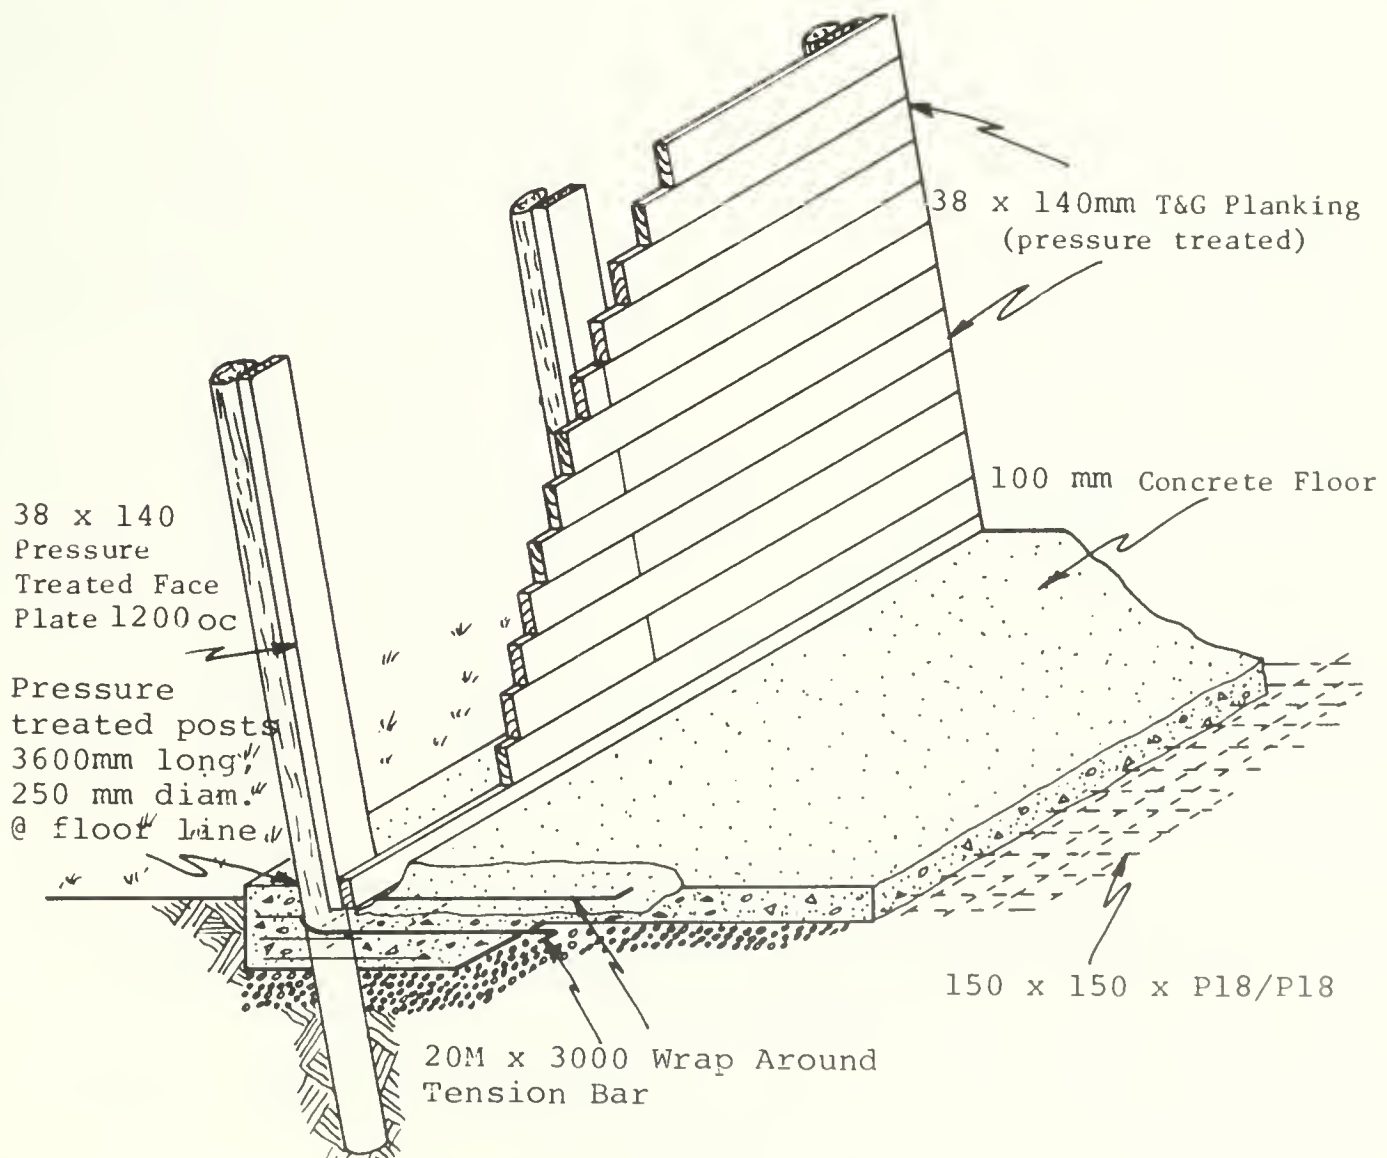 38 x 140mm T&G Planking
(pressure treated)
100 mm Concrete Floor
38 x 140
Pressure
Treated Face
Plate 1200 oc
Pressure
treated posts
3600mm long
250 mm diam.
@ floor line
150 x 150 x P18/P18
20M x 3000 Wrap Around
Tension Bar